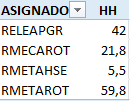 ASIGNADO HH
RELEAPGR 42
RMECAROT 21,8
RMETAHSE 5,5
RMETAROT 59,8